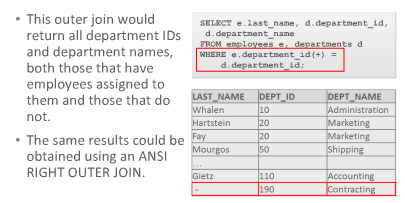 • This outer join would
return all department IDs
and department names,
both those that have
employees assigned to
them and those that do
not.
• The same results could be
obtained using an ANSI
RIGHT OUTER JOIN.
SELECT e.last_name, d.department_id,
d.department_name
FROM employees e, departments d
WHERE e.department_id(+) =
d.department_id;
LAST_NAME DEPT_ID DEPT_NAME
Whalen 10 Administration
Hartstein 20 Marketing
Fay 20 Marketing
Mourgos 50 Shipping
...
Gietz 110 Accounting
- 190 Contracting